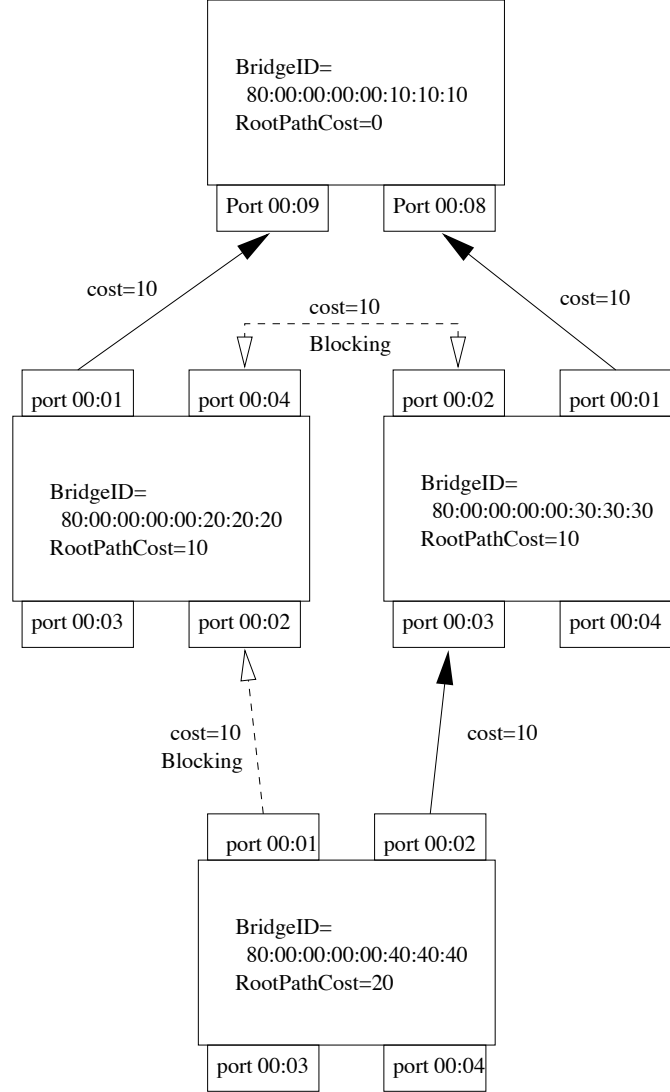 BridgeID=
80:00:00:00:00:10:10:10
RootPathCost=0
Port 00:09
Port 00:08
cost=10
cost=10
cost=10
Blocking
port 00:01
port 00:04
port 00:02
port 00:01
BridgeID=
80:00:00:00:00:20:20:20
RootPathCost=10
BridgeID=
80:00:00:00:00:30:30:30
RootPathCost=10
port 00:03
port 00:02
port 00:03
port 00:04
cost=10
Blocking
cost=10
port 00:01
port 00:02
BridgeID=
80:00:00:00:00:40:40:40
RootPathCost=20
port 00:03
port 00:04